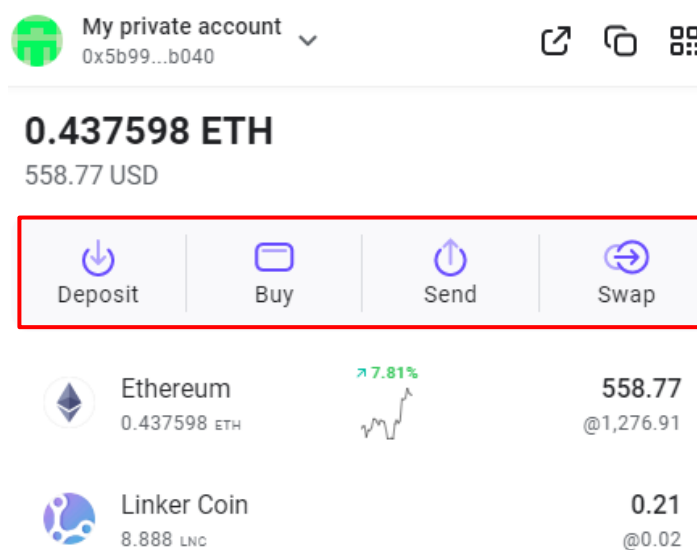 My private account
0x5b99...b040
0.437598 ETH
558.77 USD
Deposit Buy Send Swap
Ethereum 7.81% 558.77
0.437598 ETH @1,276.91
Linker Coin 0.21
8.888 LNC @0.02